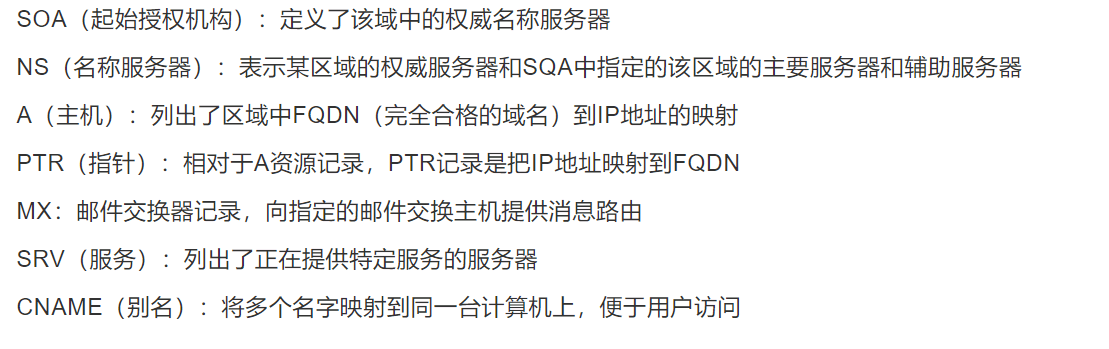 SOA（起始授权机构）：定义了该域中的权威名称服务器
NS（名称服务器）：表示某区域的权威服务器和SQA中指定的该区域的主要服务器和辅助服务器
A（主机）：列出了区域中FQDN（完全合格的域名）到IP地址的映射
PTR（指针）：相对于A资源记录，PTR记录是把IP地址映射到FQDN
MX：邮件交换器记录，向指定的邮件交换主机提供消息路由
SRV（服务）：列出了正在提供特定服务的服务器
CNAME（别名）：将多个名字映射到同一台计算机上，便于用户访问